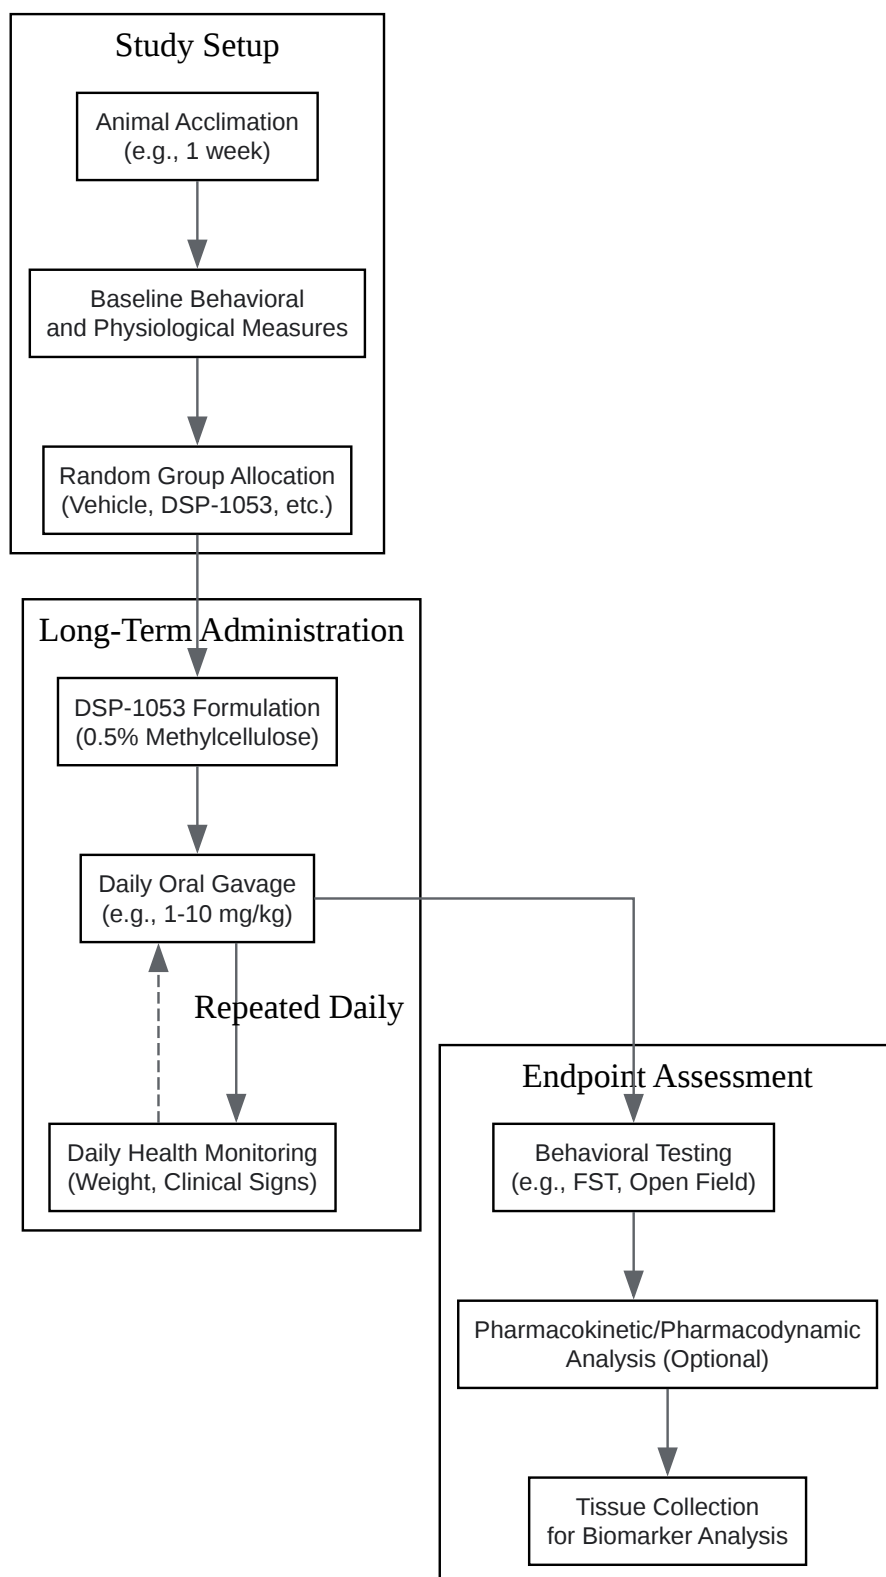 Study Setup
Animal Acclimation
(e.g., 1 week)
Baseline Behavioral
and Physiological Measures
Random Group Allocation
(Vehicle, DSP-1053, etc.)
Long-Term Administration
DSP-1053 Formulation
(0.5% Methylcellulose)
Daily Oral Gavage
(e.g., 1-10 mg/kg)
Repeated Daily
Daily Health Monitoring
(Weight, Clinical Signs)
Endpoint Assessment
Behavioral Testing
(e.g., FST, Open Field)
Pharmacokinetic/Pharmacodynamic
Analysis (Optional)
Tissue Collection
for Biomarker Analysis